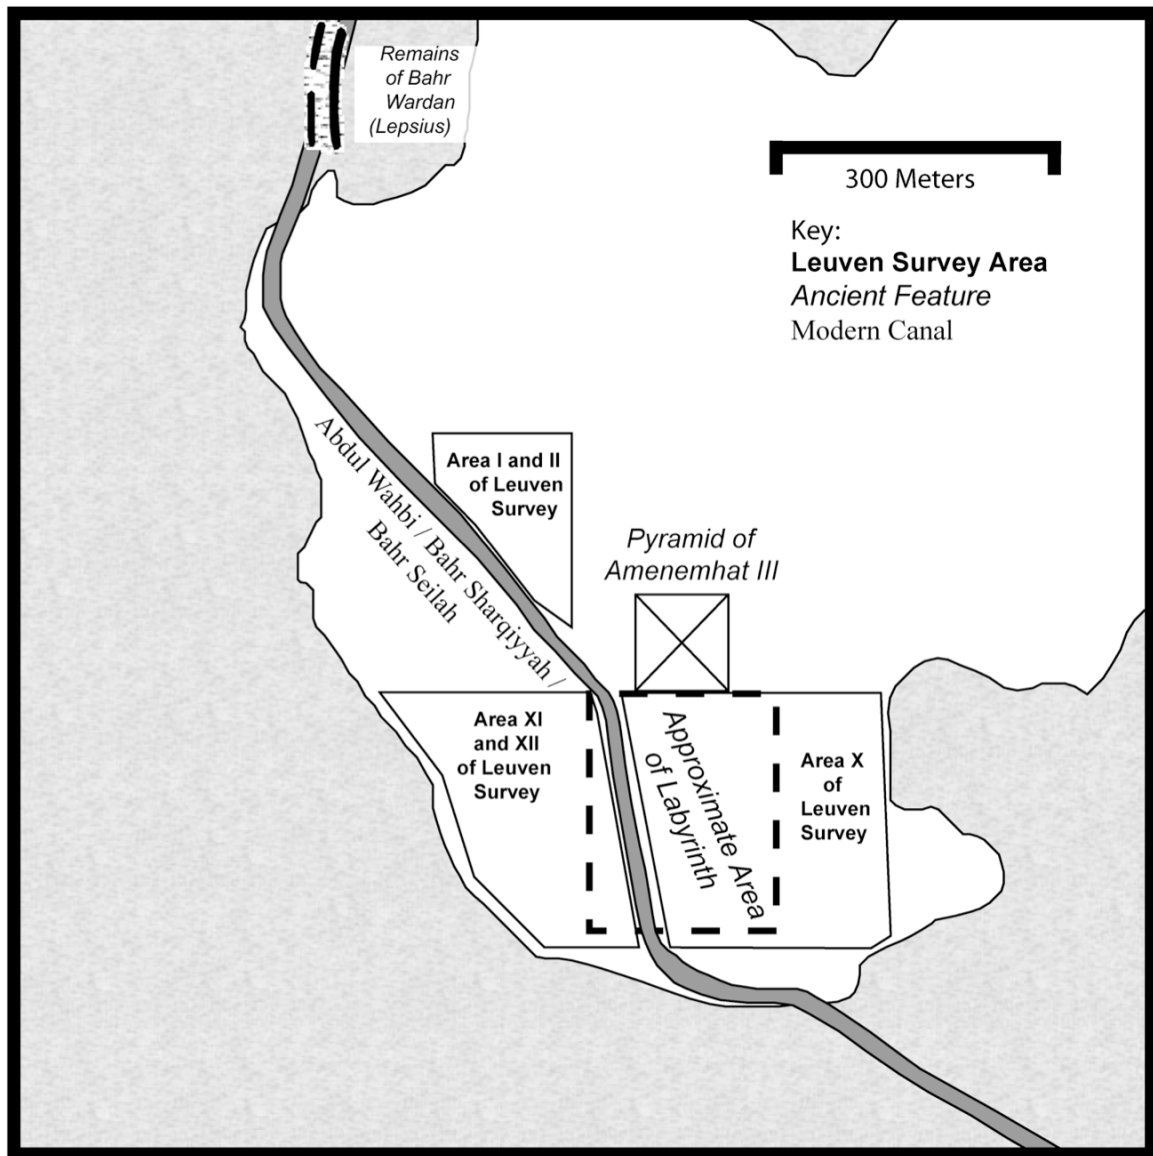 Remains
of Bahr
Wardan
(Lepsius)
300 Meters
Key:
Leuven Survey Area
Ancient Feature
Modern Canal
Abdul Wahbi / Bahr Sharqiyyah /
Bahr Seilah
Area I and II
of Leuven
Survey
Pyramid of
Amenemhat III
Area XI
and XII
of Leuven
Survey
Approximate Area
of Labyrinth
Area X
of
Leuven
Survey